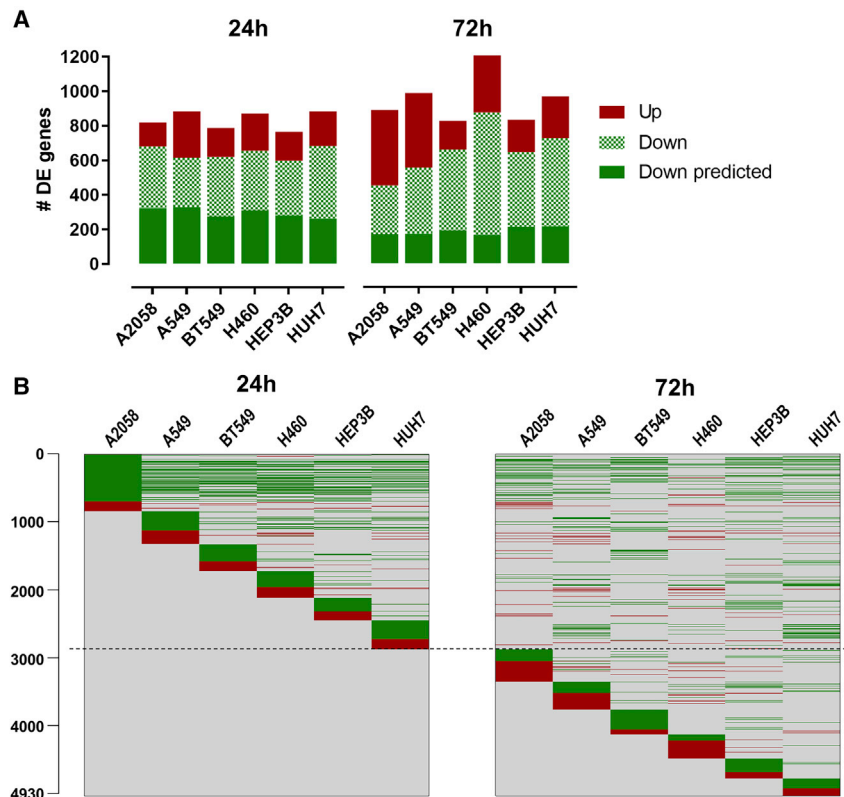 A
24h
72h
# DE genes
1200
1000
800
600
400
200
0
Up
Down
Down predicted
A2058
A549
BT549
H460
HEP3B
HUH7
A2058
A549
BT549
H460
HEP3B
HUH7
B
24h
72h
A2058
A549
BT549
H460
HEP3B
HUH7
A2058
A549
BT549
H460
HEP3B
HUH7
0
1000
2000
3000
4000
4930